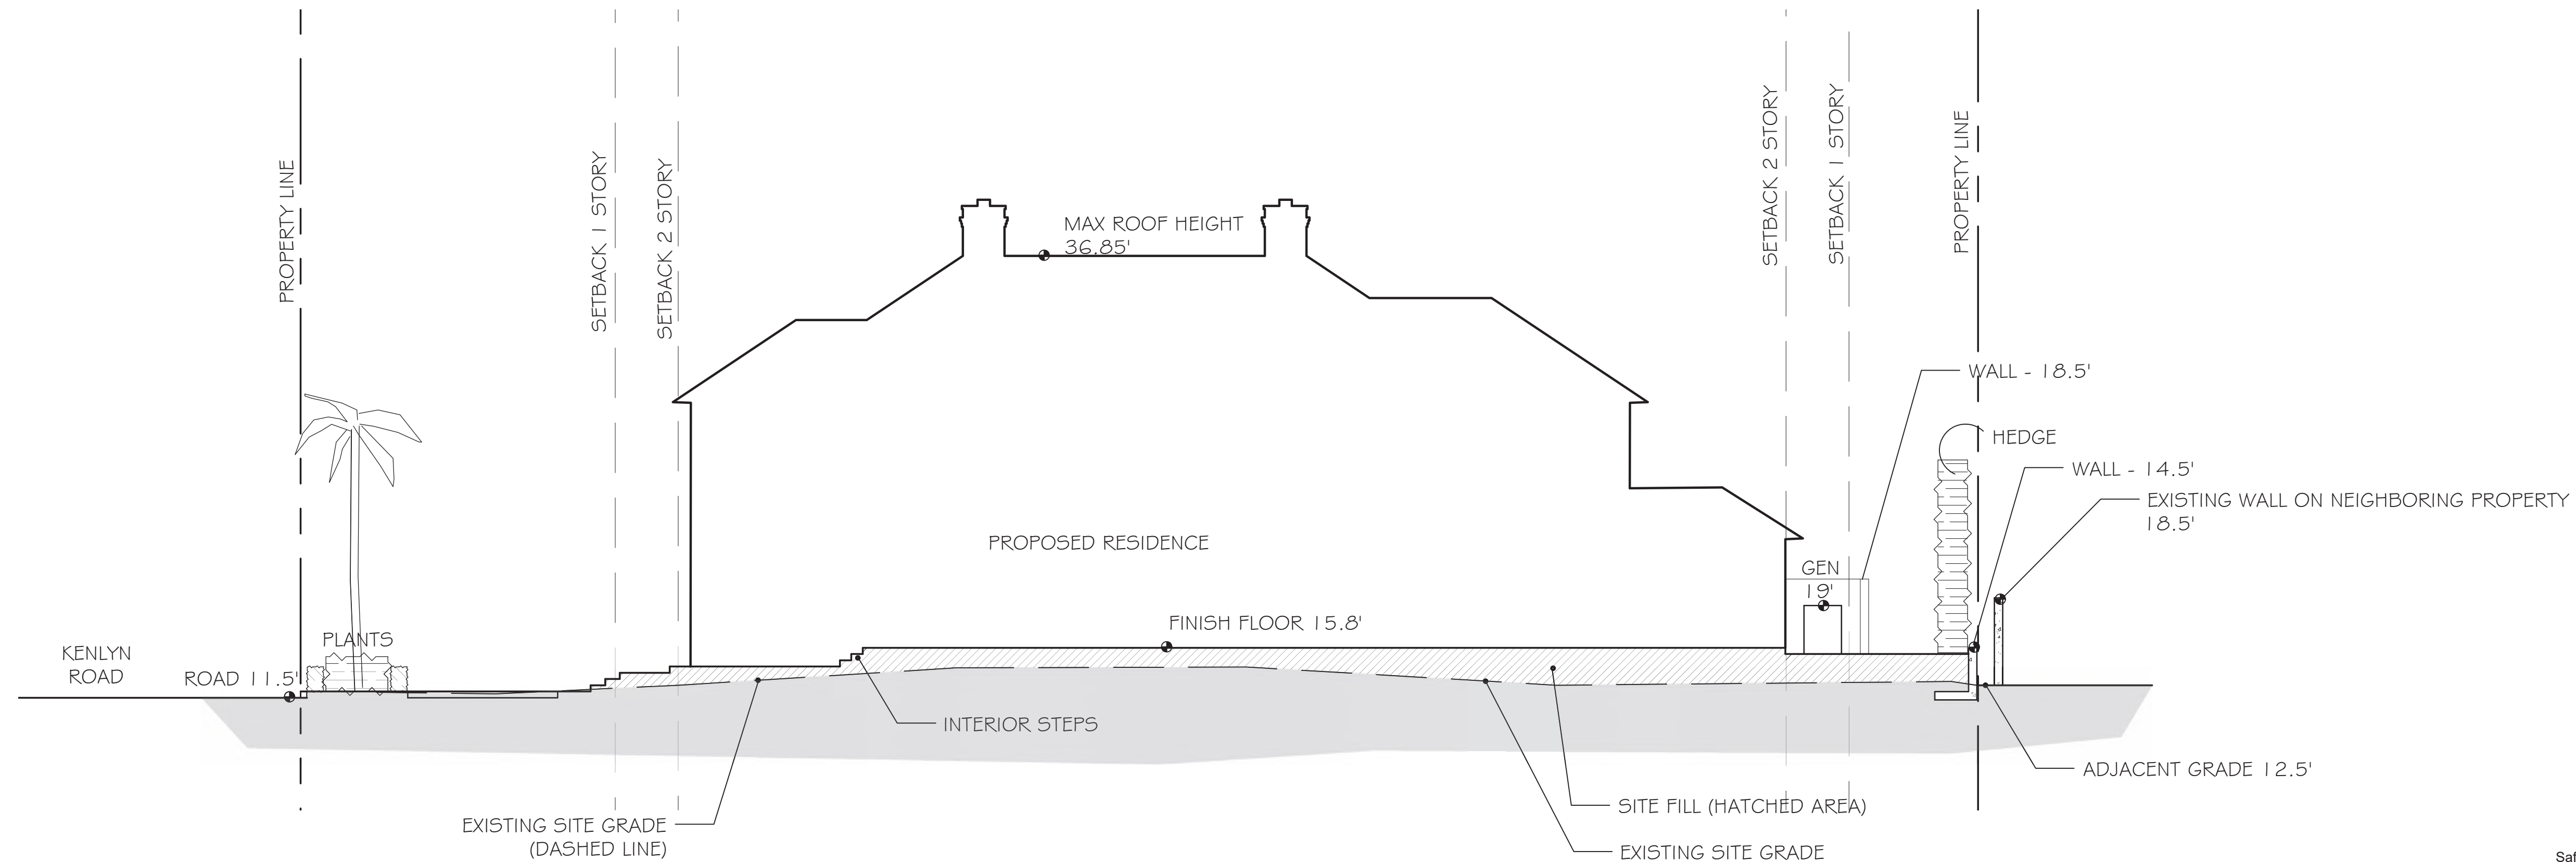 PROPERTY LINE
SETBACK 1 STORY
SETBACK 2 STORY
MAX ROOF HEIGHT
36.85'
SETBACK 2 STORY
SETBACK 1 STORY
PROPERTY LINE
WALL - 18.5'
HEDGE
WALL - 14.5'
EXISTING WALL ON NEIGHBORING PROPERTY
18.5'
PROPOSED RESIDENCE
GEN
19'
FINISH FLOOR 15.8'
PLANTS
KENLYN
ROAD
ROAD 11.5'
INTERIOR STEPS
ADJACENT GRADE 12.5'
SITE FILL (HATCHED AREA)
EXISTING SITE GRADE
(DASHED LINE)
EXISTING SITE GRADE